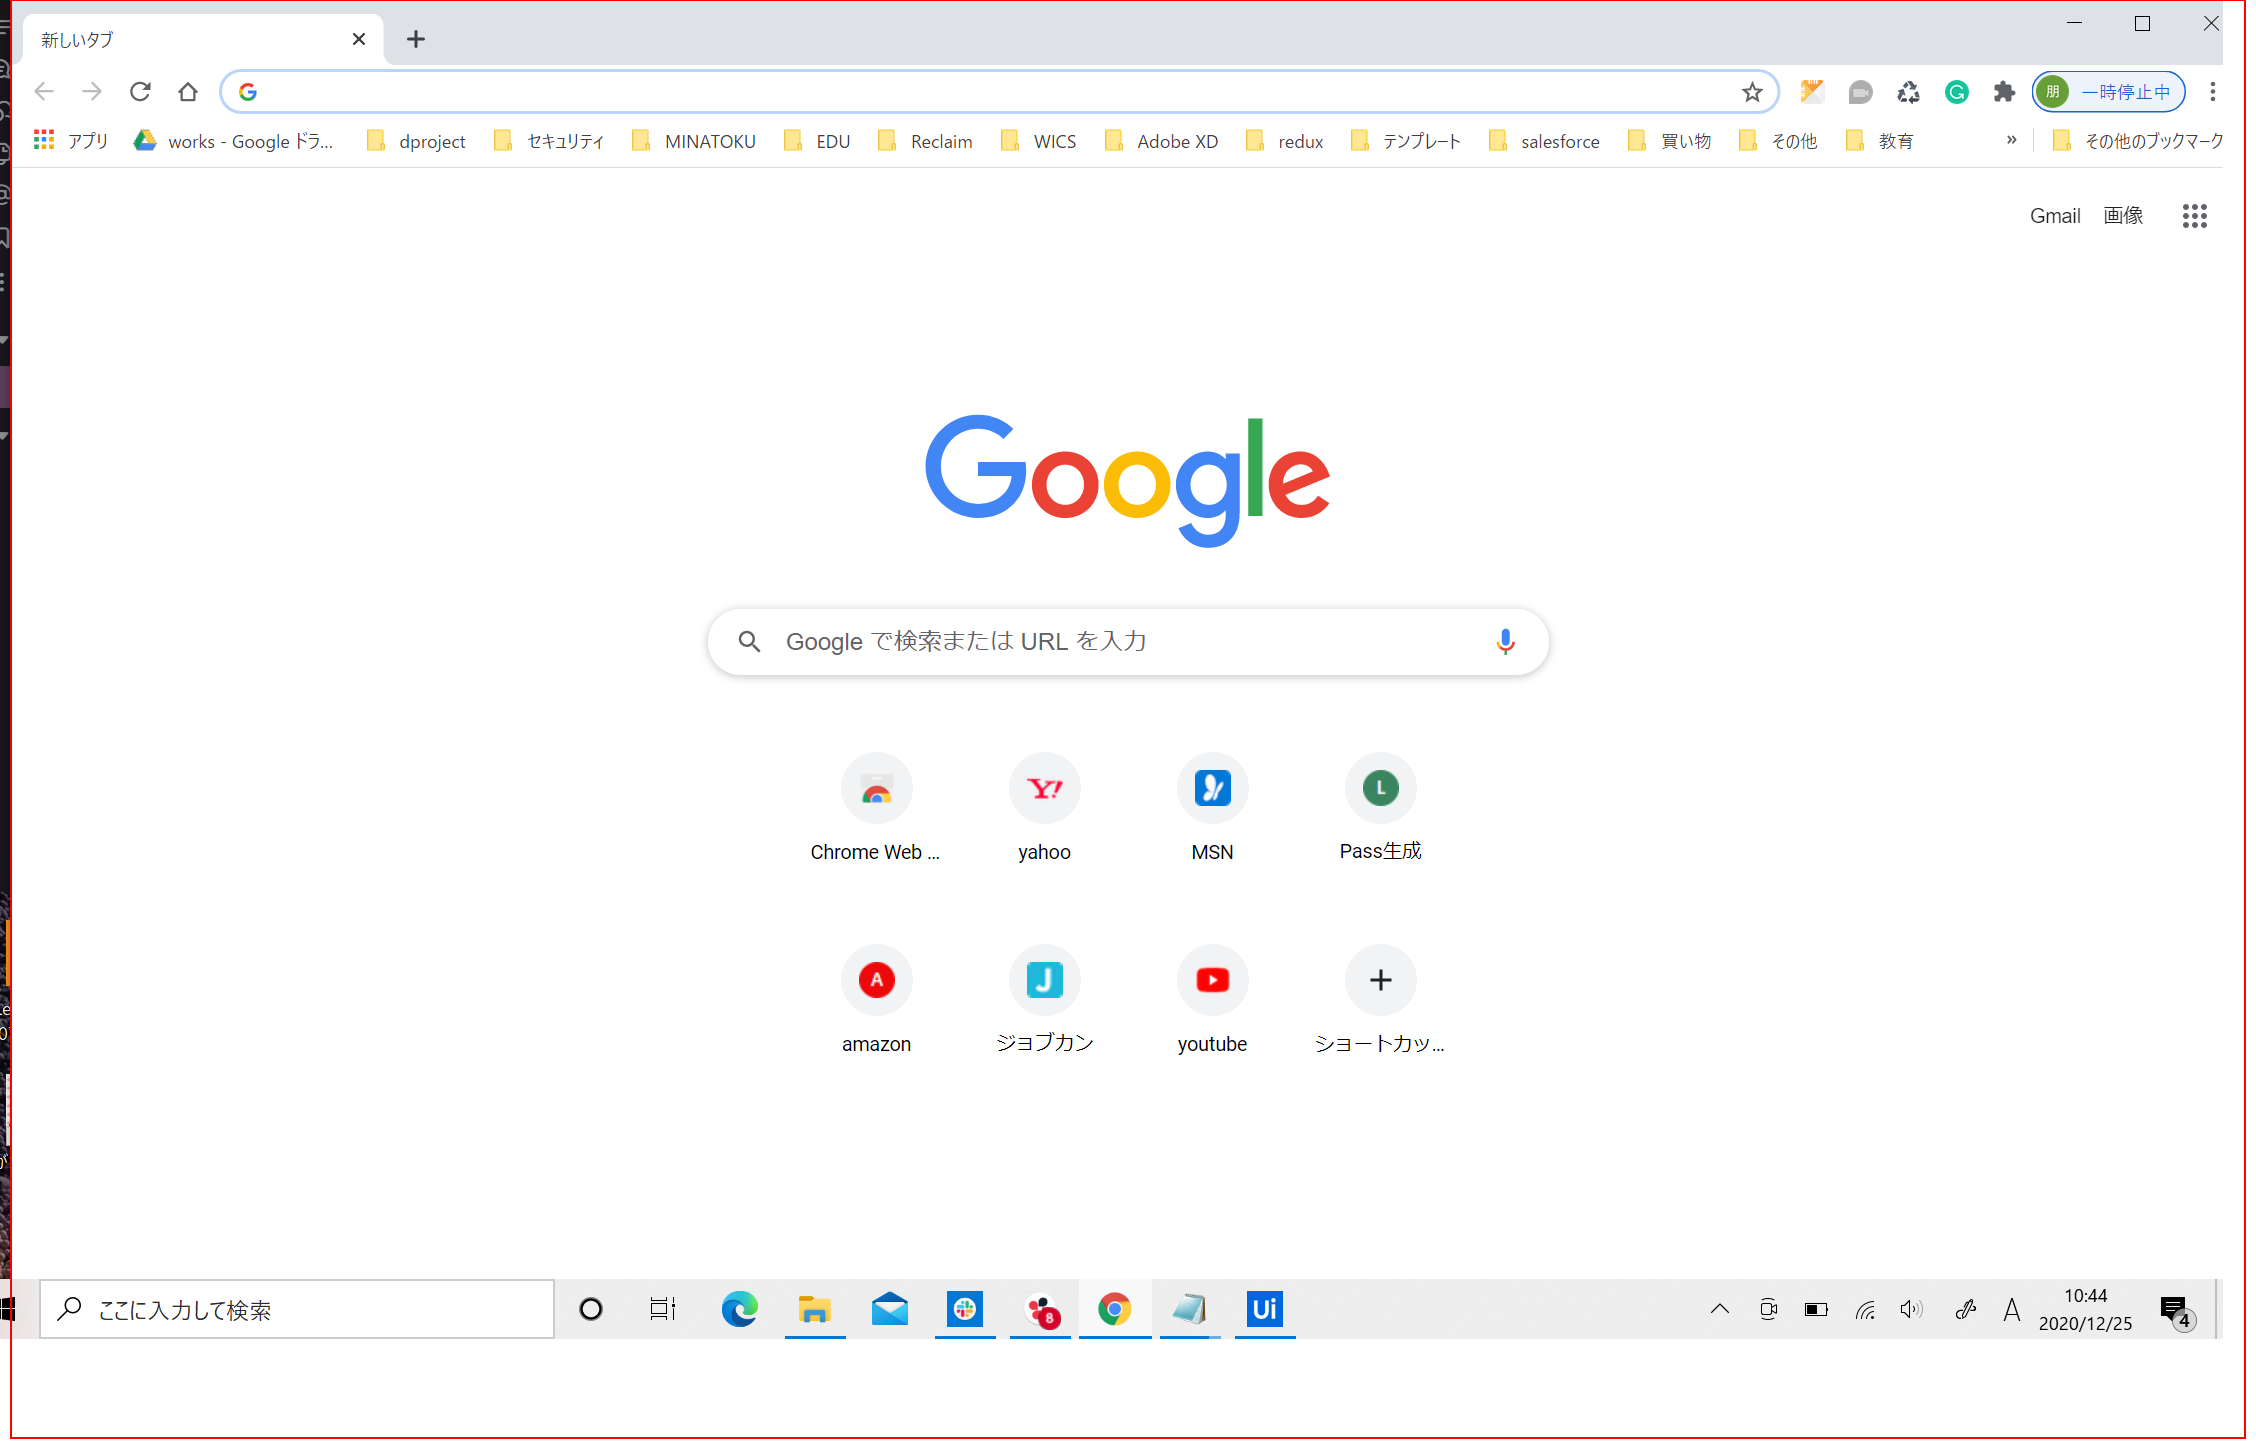 新しいタブ
朋 一時停止中
アプリ works - Google ドラ... dproject セキュリティ MINATOKU EDU Reclaim WICS Adobe XD redux テンプレート salesforce 買い物 その他 教育 » その他のブックマーク
Gmail 画像
Google
Google で検索または URL を入力
Y! L
Chrome Web ... yahoo MSN Pass生成
A J
amazon ジョブカン youtube ショートカッ...
ここに入力して検索 8 Ui A 10:44
2020/12/25 4